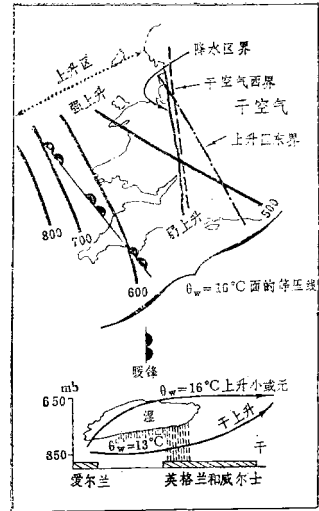 降水区界
上升区
干空气西界
干空气
强上升
上升区东界
弱上升
500
800
700
600
θw=16°C面的等压线
暖锋
mb
650
θw=16°C上升小或无
湿
干上升
θw=13°C
干
850
爱尔兰
英格兰和威尔士